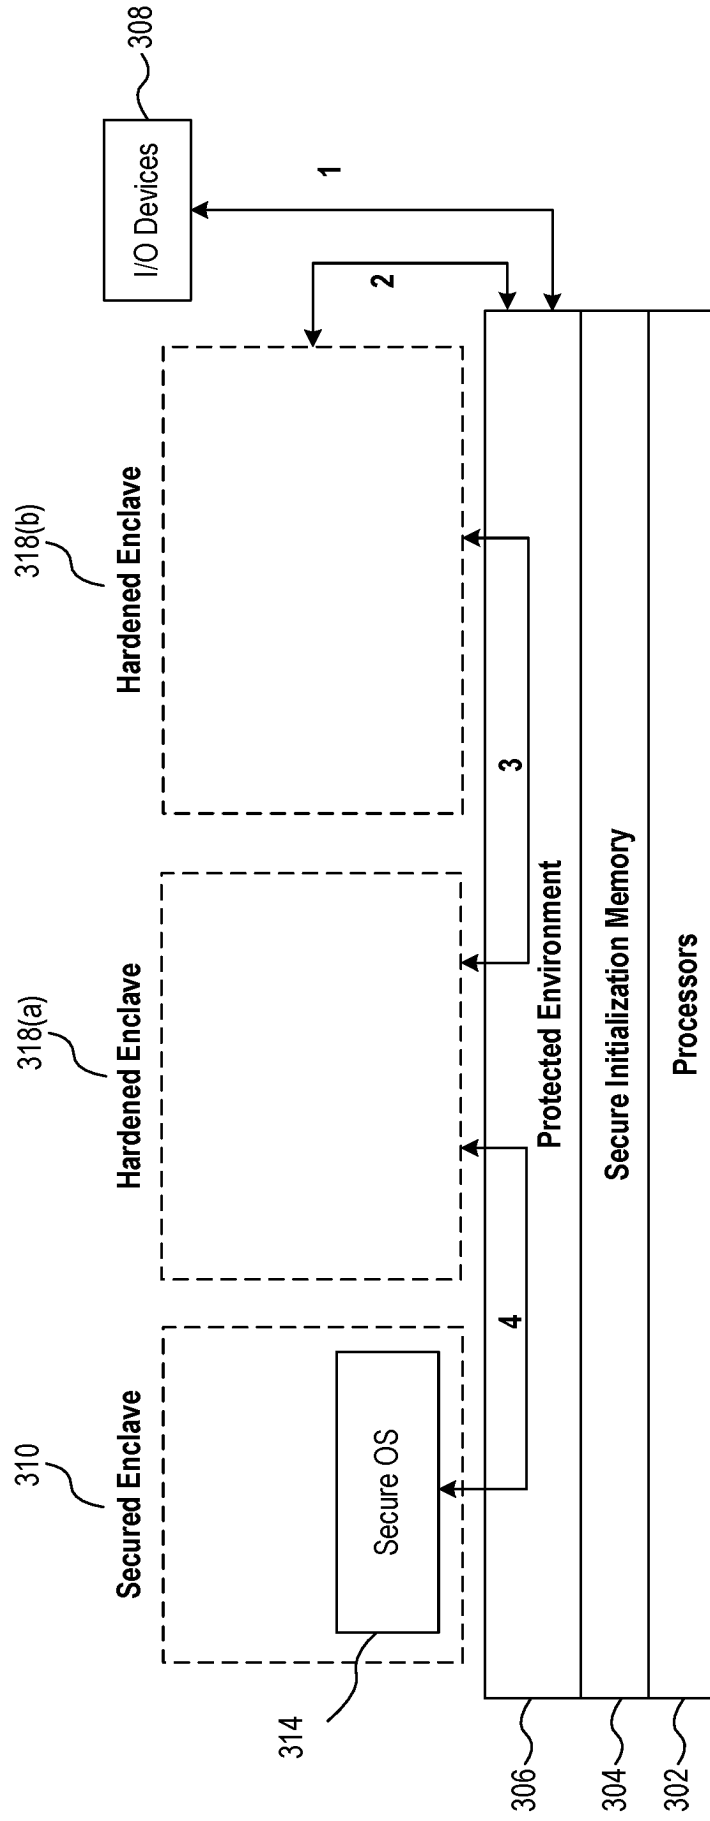 310
318(a)
318(b)
308
Secured Enclave
Hardened Enclave
Hardened Enclave
I/O Devices
1
2
314
Secure OS
4
3
306
Protected Environment
304
Secure Initialization Memory
302
Processors